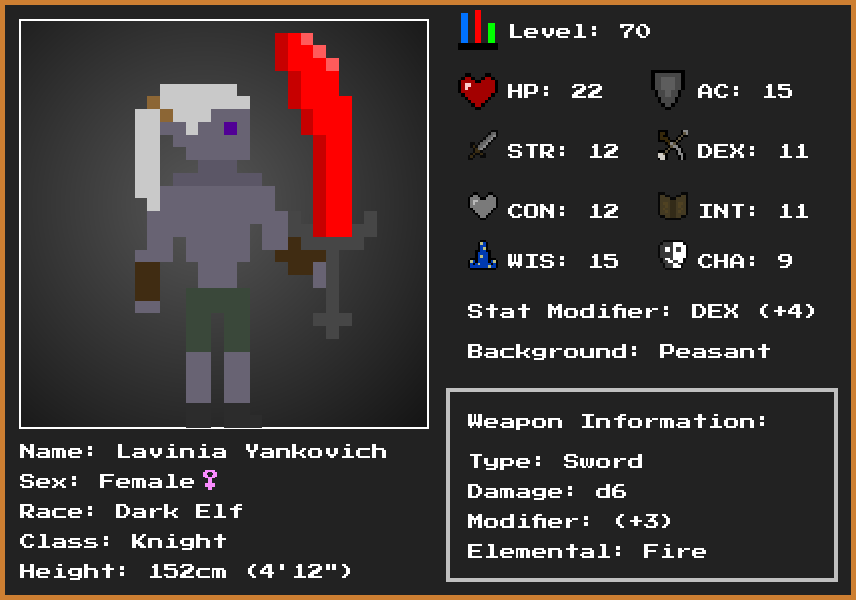 Level: 70
HP: 22
AC: 15
STR: 12
DEX: 11
CON: 12
INT: 11
WIS: 15
CHA: 9
Stat Modifier: DEX (+4)
Background: Peasant
Weapon Information:
Type: Sword
Damage: d6
Modifier: (+3)
Elemental: Fire
Name: Lavinia Yankovich
Sex: Female♀
Race: Dark Elf
Class: Knight
Height: 152cm (4'12")